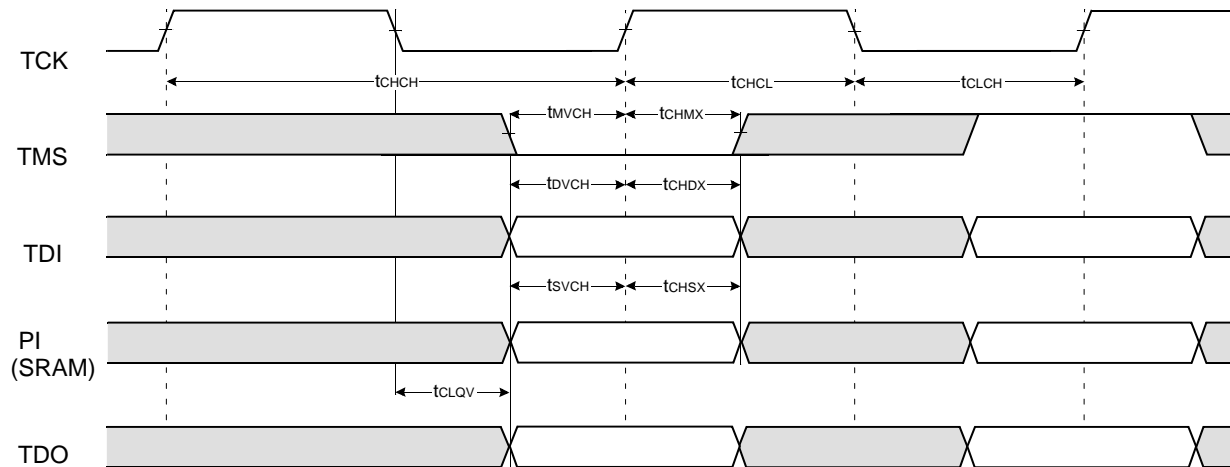 TCK
tCHCH
tCHCL
tCLCH
tMVCH
tCHMX
TMS
tDVCH
tCHDX
TDI
tSVCH
tCHSX
PI
(SRAM)
tCLQV
TDO